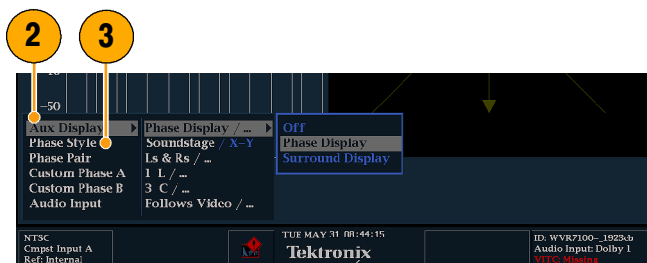 2 3
-50
Aux Display Phase Display / ... Off
Phase Style Soundstage / X-Y Phase Display
Phase Pair Ls & Rs / ... Surround Display
Custom Phase A 1 L / ...
Custom Phase B 3 C / ...
Audio Input Follows Video / ...
NTSC TUE MAY 31 08:44:15 ID: WVR7100-_1923cb
Cmpst Input A Tektronix Audio Input: Dolby 1
Ref: Internal VITC: Missing